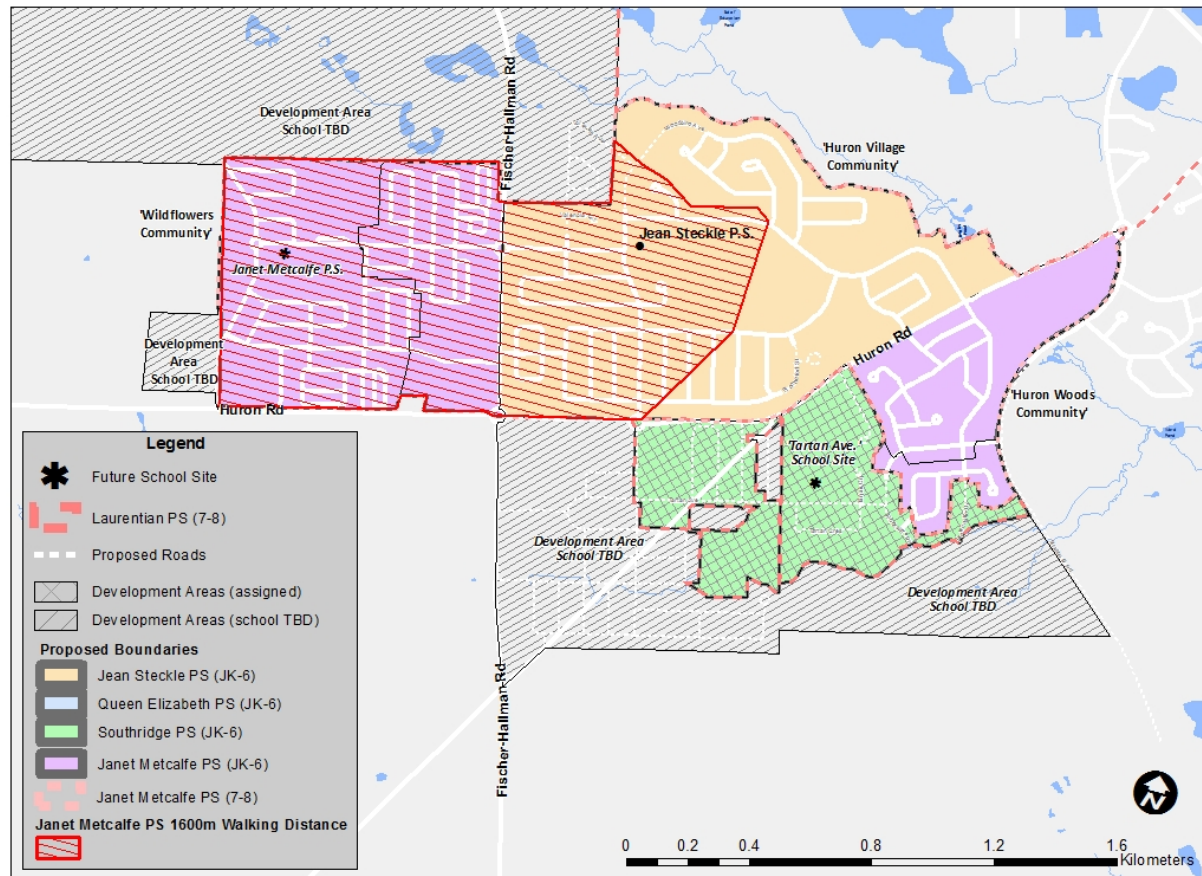 Development Area
School TBD
Fischer-Hallman Rd
'Huron Village
Community'
'Wildflowers
Community'
Jean Steckle P.S.
Janet Metcalfe P.S.
Development
Area
School TBD
Huron Rd
Huron Rd
'Huron Woods
Community'
Tartan Ave.
School Site
Development Area
School TBD
Development Area
School TBD
Fischer-Hallman Rd
Legend
Future School Site
Laurentian PS (7-8)
Proposed Roads
Development Areas (assigned)
Development Areas (school TBD)
Proposed Boundaries
Jean Steckle PS (JK-6)
Queen Elizabeth PS (JK-6)
Southridge PS (JK-6)
Janet Metcalfe PS (JK-6)
Janet Metcalfe PS (7-8)
Janet Metcalfe PS 1600m Walking Distance
N
0 0.2 0.4 0.8 1.2 1.6
Kilometers